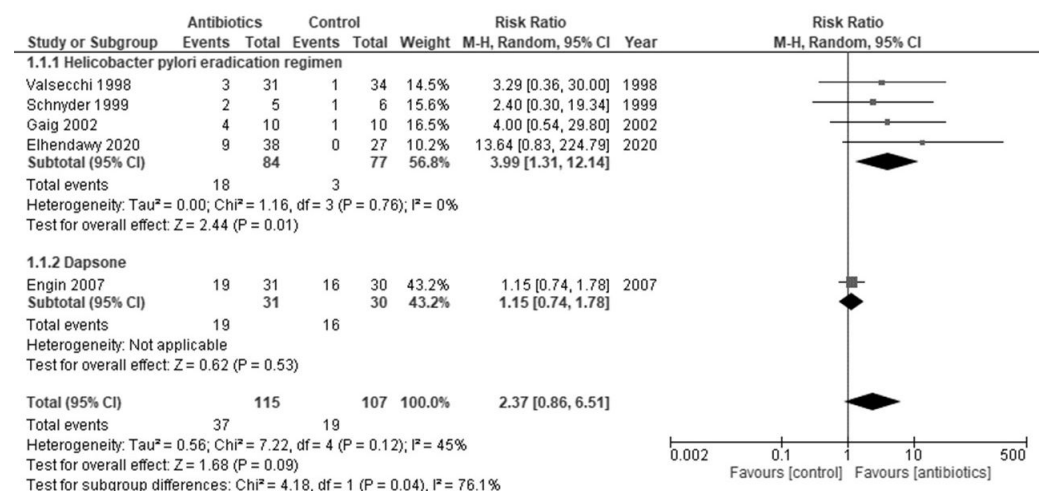 Antibiotics Control Risk Ratio Risk Ratio
Study or Subgroup Events Total Events Total Weight M-H, Random, 95% CI Year M-H, Random, 95% CI
1.1.1 Helicobacter pylori eradication regimen
Valsecchi 1998 3 31 1 34 14.5% 3.29 [0.36, 30.00] 1998
Schnyder 1999 2 5 1 6 15.6% 2.40 [0.30, 19.34] 1999
Gaig 2002 4 10 1 10 16.5% 4.00 [0.54, 29.80] 2002
Elhendawy 2020 9 38 0 27 10.2% 13.64 [0.83, 224.79] 2020
Subtotal (95% CI) 84 77 56.8% 3.99 [1.31, 12.14]
Total events 18 3
Heterogeneity: Tau² = 0.00; Chi² = 1.16, df = 3 (P = 0.76); I² = 0%
Test for overall effect: Z = 2.44 (P = 0.01)
1.1.2 Dapsone
Engin 2007 19 31 16 30 43.2% 1.15 [0.74, 1.78] 2007
Subtotal (95% CI) 31 30 43.2% 1.15 [0.74, 1.78]
Total events 19 16
Heterogeneity: Not applicable
Test for overall effect: Z = 0.62 (P = 0.53)
Total (95% CI) 115 107 100.0% 2.37 [0.86, 6.51]
Total events 37 19
Heterogeneity: Tau² = 0.56; Chi² = 7.22, df = 4 (P = 0.12); I² = 45%
Test for overall effect: Z = 1.68 (P = 0.09)
Test for subgroup differences: Chi² = 4.18, df = 1 (P = 0.04), I² = 76.1%
0.002 0.1 1 10 500
Favours [control] Favours [antibiotics]